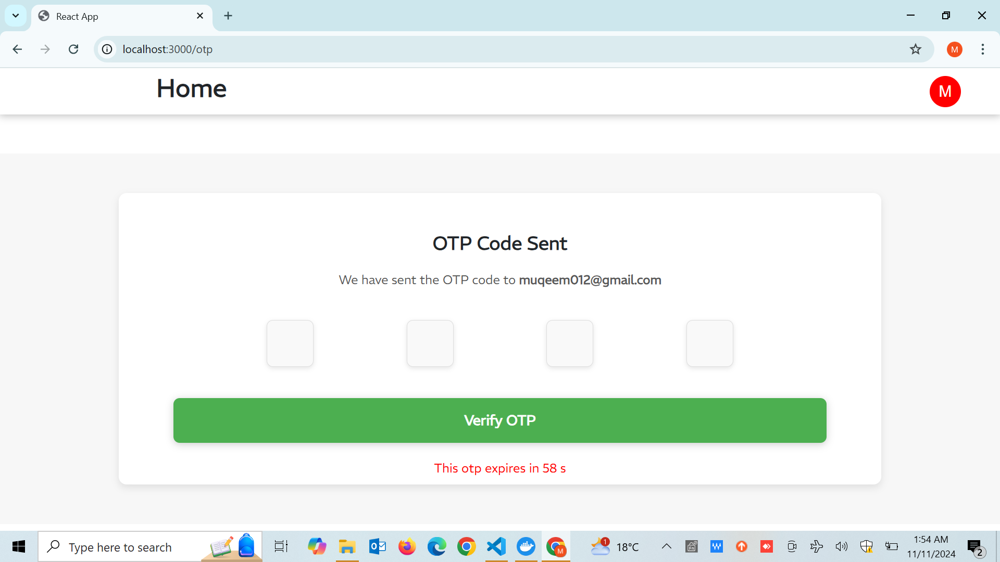 React App
localhost:3000/otp
M
Home
M
OTP Code Sent
We have sent the OTP code to muqeem012@gmail.com
Verify OTP
This otp expires in 58 s
Type here to search
M
1
18°C
Fn
1:54 AM
11/11/2024
2